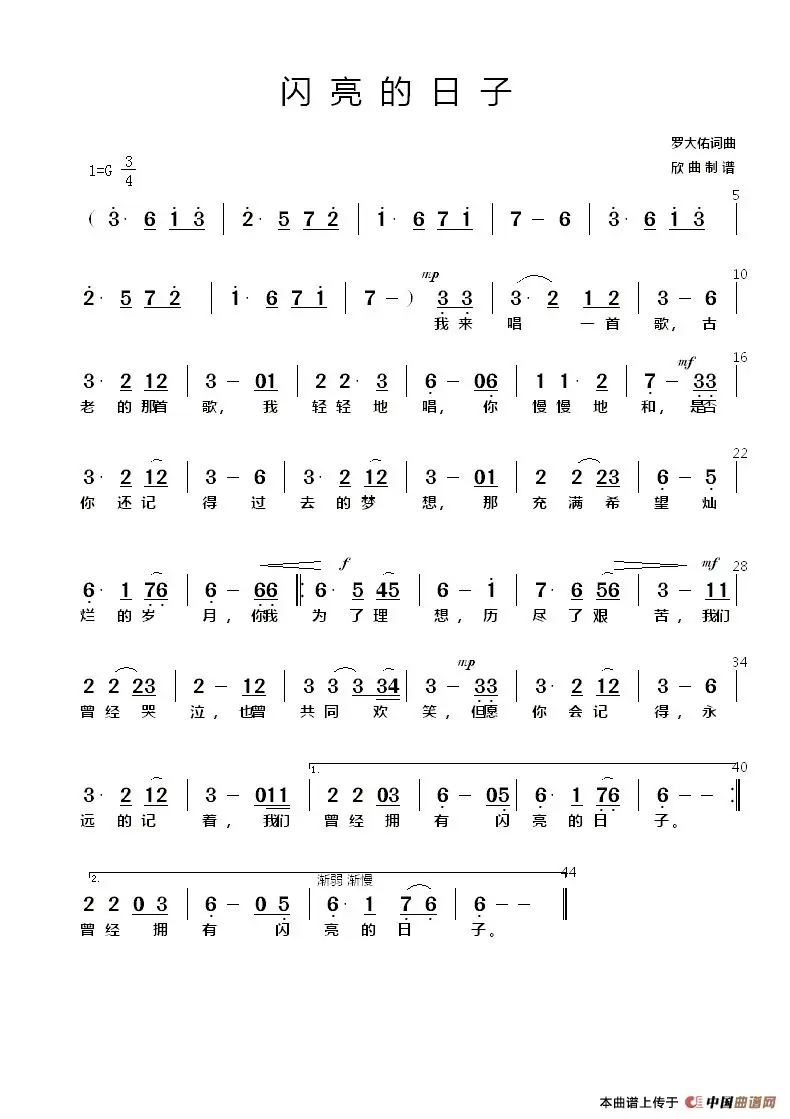 闪亮的日子
罗大佑词曲
1=G 3/4
欣曲制谱
5
( 3· 6 1 3 | 2· 5 7 2 | 1· 6 7 1 | 7 - 6 | 3· 6 1 3 |
mp 10
2· 5 7 2 | 1· 6 7 1 | 7 - ) 3 3 | 3· 2 1 2 | 3 - 6 |
我来 唱 一首 歌, 古
mf 16
3· 2 12 | 3 - 01 | 2 2· 3 | 6 - 06 | 1 1· 2 | 7 - 33 |
老 的那首 歌, 我 轻轻地 唱, 你 慢慢地 和, 是否
22
3· 2 12 | 3 - 6 | 3· 2 12 | 3 - 01 | 2 2 23 | 6 - 5 |
你 还记 得 过 去的梦 想, 那 充满希 望 灿
f mf 28
6· 1 76 | 6 - 66 |: 6· 5 45 | 6 - 1 | 7· 6 56 | 3 - 11 |
烂 的岁 月, 你我 为 了理 想, 历 尽了艰 苦, 我们
mp 34
2 2 23 | 2 - 12 | 3 3 3 34 | 3 - 33 | 3· 2 12 | 3 - 6 |
曾经哭 泣, 也曾 共同 欢 笑, 但愿 你 会记 得, 永
1. 40
3· 2 12 | 3 - 011 | 2 2 03 | 6 - 05 | 6· 1 76 | 6 - - :|
远 的记 着, 我们 曾经拥 有 闪 亮的日 子。
2. 渐弱 渐慢 44
2 2 0 3 | 6 - 0 5 | 6· 1 7 6 | 6 - - ‖
曾经 拥 有 闪 亮的日 子。
本曲谱上传于 中国曲谱网